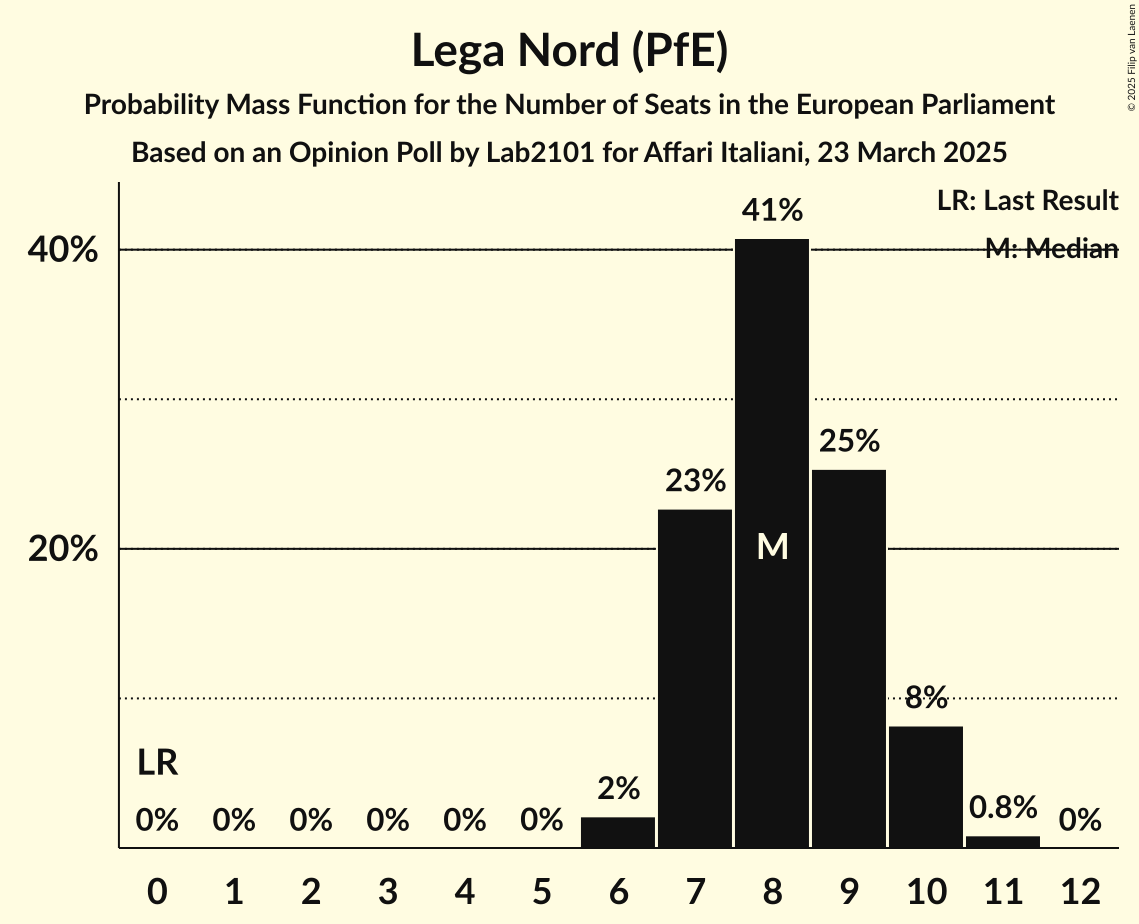 Lega Nord (PfE)
Probability Mass Function for the Number of Seats in the European Parliament
Based on an Opinion Poll by Lab2101 for Affari Italiani, 23 March 2025
© 2025 Filip van Laenen
LR: Last Result
M: Median
40%
20%
41%
25%
23%
M
8%
LR
2%
0.8%
0% 0% 0% 0% 0% 0% 0%
0 1 2 3 4 5 6 7 8 9 10 11 12